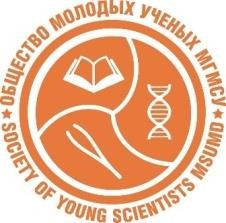 ОБЩЕСТВО МОЛОДЫХ УЧЕНЫХ МГМСУ
SOCIETY OF YOUNG SCIENTISTS MSUMD